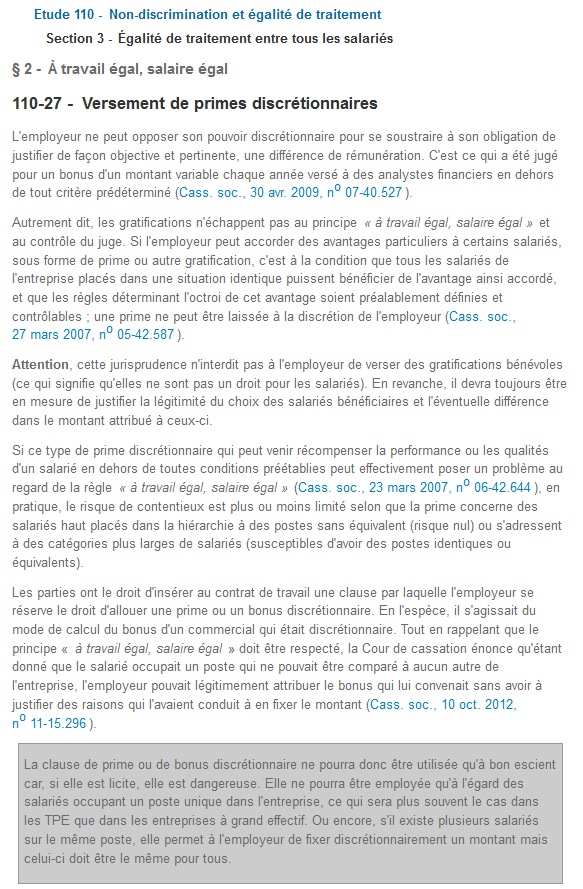 Etude 110 - Non-discrimination et égalité de traitement
Section 3 - Égalité de traitement entre tous les salariés
§ 2 - À travail égal, salaire égal
110-27 - Versement de primes discrétionnaires
L'employeur ne peut opposer son pouvoir discrétionnaire pour se soustraire à son obligation de
justifier de façon objective et pertinente, une différence de rémunération. C'est ce qui a été jugé
pour un bonus d'un montant variable chaque année versé à des analystes financiers en dehors
de tout critère prédéterminé (Cass. soc., 30 avr. 2009, no 07-40.527 ).
Autrement dit, les gratifications n'échappent pas au principe « à travail égal, salaire égal » et
au contrôle du juge. Si l'employeur peut accorder des avantages particuliers à certains salariés,
sous forme de prime ou autre gratification, c'est à la condition que tous les salariés de
l'entreprise placés dans une situation identique puissent bénéficier de l'avantage ainsi accordé,
et que les règles déterminant l'octroi de cet avantage soient préalablement définies et
contrôlables ; une prime ne peut être laissée à la discrétion de l'employeur (Cass. soc.,
27 mars 2007, no 05-42.587 ).
Attention, cette jurisprudence n'interdit pas à l'employeur de verser des gratifications bénévoles
(ce qui signifie qu'elles ne sont pas un droit pour les salariés). En revanche, il devra toujours être
en mesure de justifier la légitimité du choix des salariés bénéficiaires et l'éventuelle différence
dans le montant attribué à ceux-ci.
Si ce type de prime discrétionnaire qui peut venir récompenser la performance ou les qualités
d'un salarié en dehors de toutes conditions préétablies peut effectivement poser un problème au
regard de la règle « à travail égal, salaire égal » (Cass. soc., 23 mars 2007, no 06-42.644 ), en
pratique, le risque de contentieux est plus ou moins limité selon que la prime concerne des
salariés haut placés dans la hiérarchie à des postes sans équivalent (risque nul) ou s'adressent
à des catégories plus larges de salariés (susceptibles d'avoir des postes identiques ou
équivalents).
Les parties ont le droit d'insérer au contrat de travail une clause par laquelle l'employeur se
réserve le droit d'allouer une prime ou un bonus discrétionnaire. En l'espèce, il s'agissait du
mode de calcul du bonus d'un commercial qui était discrétionnaire. Tout en rappelant que le
principe « à travail égal, salaire égal » doit être respecté, la Cour de cassation énonce qu'étant
donné que le salarié occupait un poste qui ne pouvait être comparé à aucun autre de
l'entreprise, l'employeur pouvait légitimement attribuer le bonus qui lui convenait sans avoir à
justifier des raisons qui l'avaient conduit à en fixer le montant (Cass. soc., 10 oct. 2012,
no 11-15.296 ).
La clause de prime ou de bonus discrétionnaire ne pourra donc être utilisée qu'à bon escient
car, si elle est licite, elle est dangereuse. Elle ne pourra être employée qu'à l'égard des
salariés occupant un poste unique dans l'entreprise, ce qui sera plus souvent le cas dans
les TPE que dans les entreprises à grand effectif. Ou encore, s'il existe plusieurs salariés
sur le même poste, elle permet à l'employeur de fixer discrétionnairement un montant mais
celui-ci doit être le même pour tous.